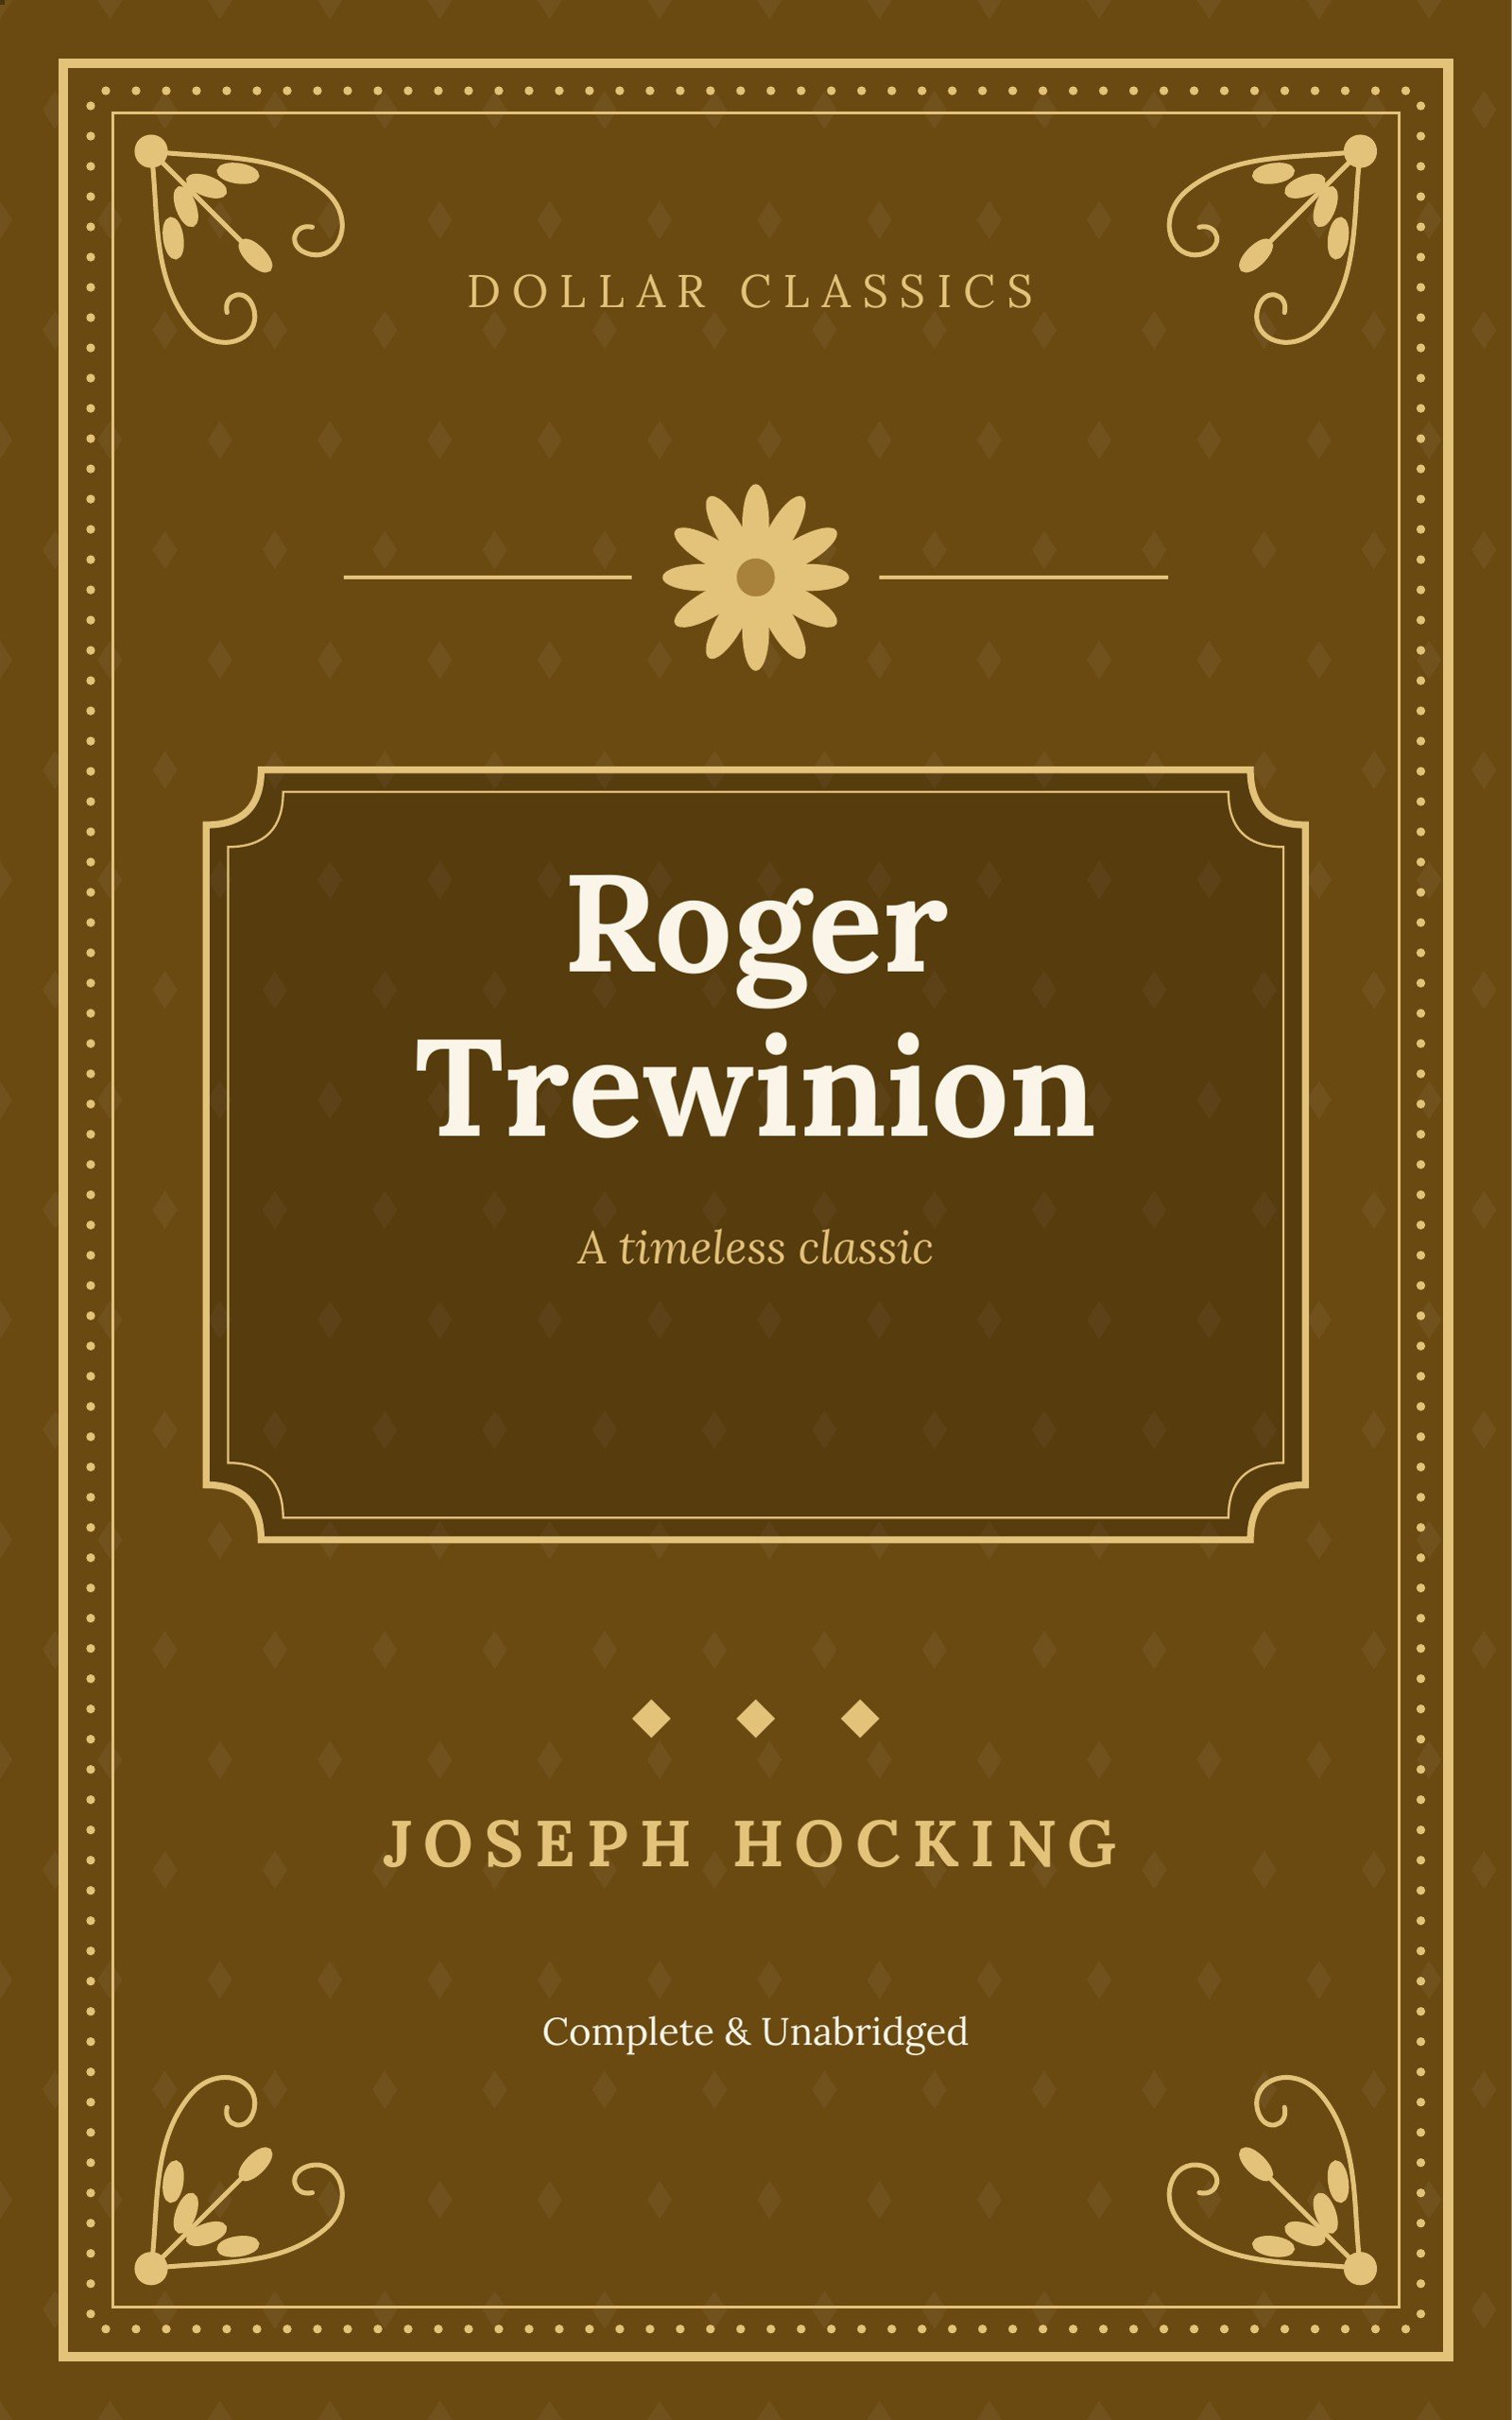 DOLLAR CLASSICS
Roger
Trewinion
A timeless classic
JOSEPH HOCKING
Complete & Unabridged